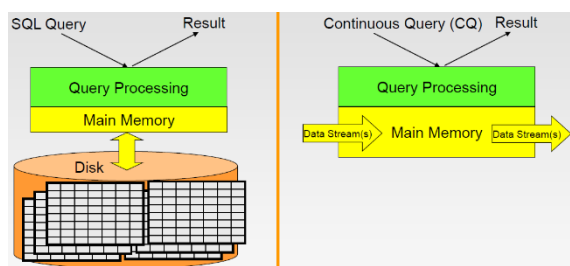 SQL Query
Result
Query Processing
Main Memory
Disk
Continuous Query (CQ)
Result
Query Processing
Data Stream(s)
Main Memory
Data Stream(s)